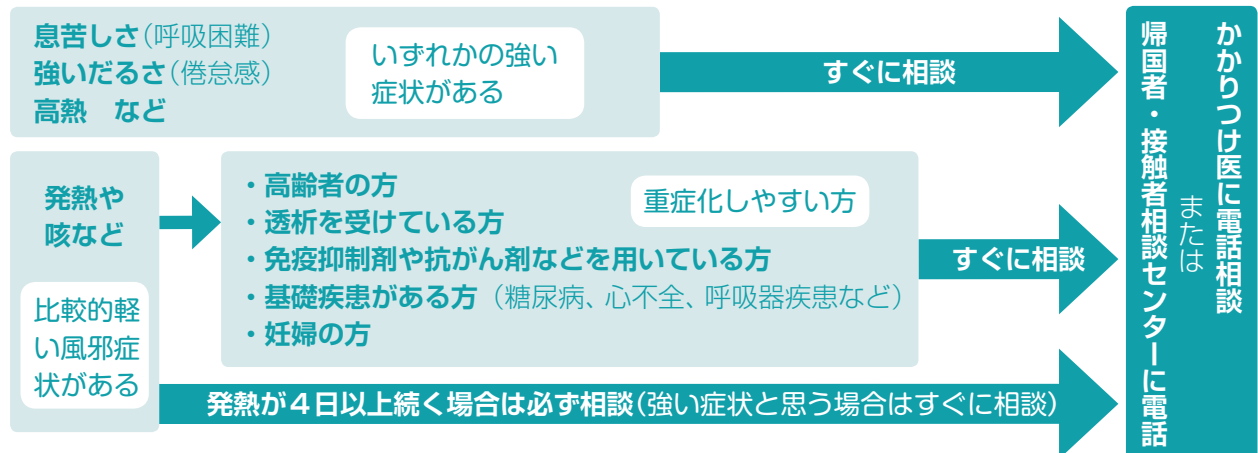 息苦しさ（呼吸困難）
強いだるさ（倦怠感）
高熱　など
いずれかの強い
症状がある
すぐに相談
発熱や
咳など
比較的軽
い風邪症
状がある
・高齢者の方
・透析を受けている方
・免疫抑制剤や抗がん剤などを用いている方
・基礎疾患がある方（糖尿病、心不全、呼吸器疾患など）
・妊婦の方
重症化しやすい方
すぐに相談
発熱が４日以上続く場合は必ず相談（強い症状と思う場合はすぐに相談）
かかりつけ医に電話相談
または
帰国者・接触者相談センターに電話